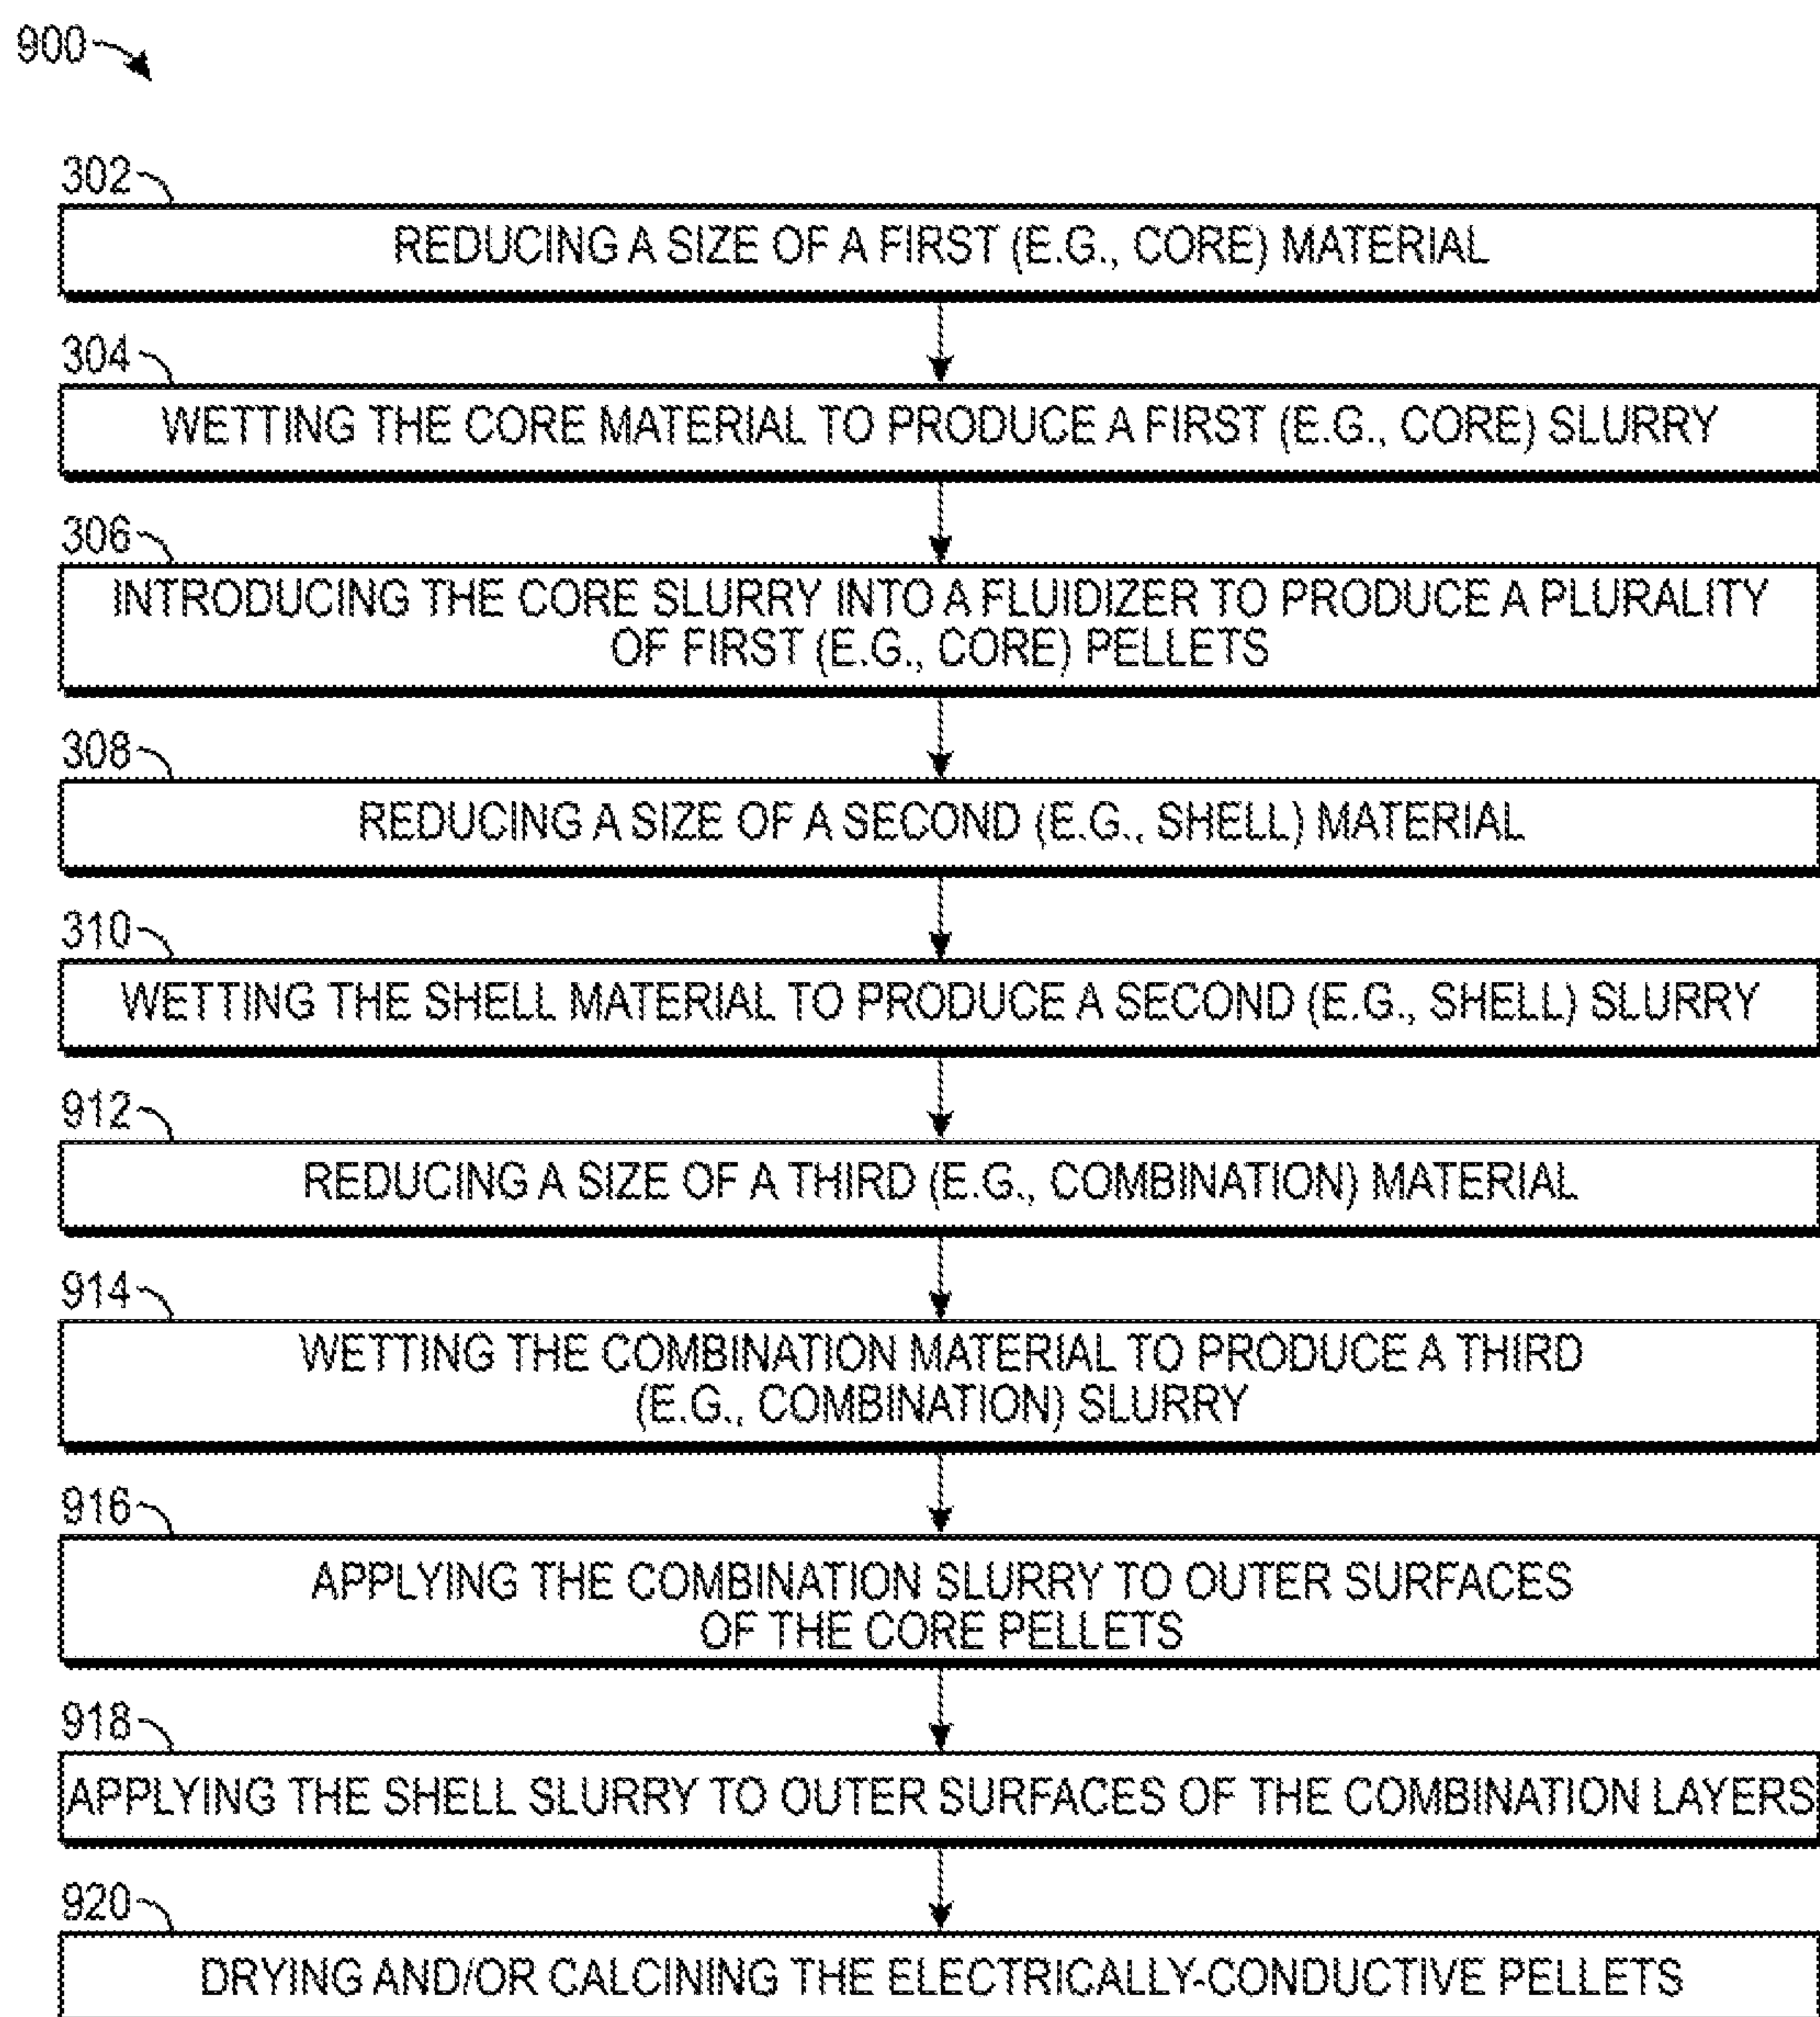 900
302
REDUCING A SIZE OF A FIRST (E.G., CORE) MATERIAL
304
WETTING THE CORE MATERIAL TO PRODUCE A FIRST (E.G., CORE) SLURRY
306
INTRODUCING THE CORE SLURRY INTO A FLUIDIZER TO PRODUCE A PLURALITY
OF FIRST (E.G., CORE) PELLETS
308
REDUCING A SIZE OF A SECOND (E.G., SHELL) MATERIAL
310
WETTING THE SHELL MATERIAL TO PRODUCE A SECOND (E.G., SHELL) SLURRY
912
REDUCING A SIZE OF A THIRD (E.G., COMBINATION) MATERIAL
914
WETTING THE COMBINATION MATERIAL TO PRODUCE A THIRD
(E.G., COMBINATION) SLURRY
916
APPLYING THE COMBINATION SLURRY TO OUTER SURFACES
OF THE CORE PELLETS
918
APPLYING THE SHELL SLURRY TO OUTER SURFACES OF THE COMBINATION LAYERS
920
DRYING AND/OR CALCINING THE ELECTRICALLY-CONDUCTIVE PELLETS